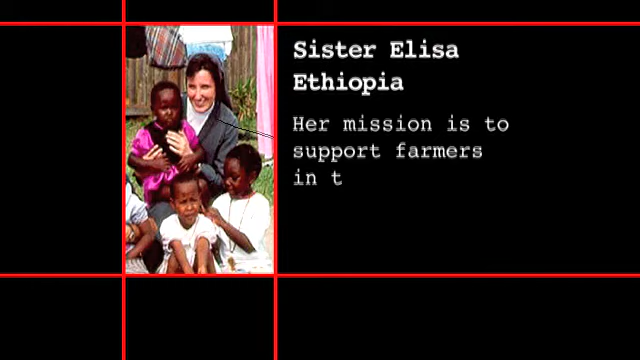 Sister Elisa
Ethiopia
Her mission is to
support farmers
in t